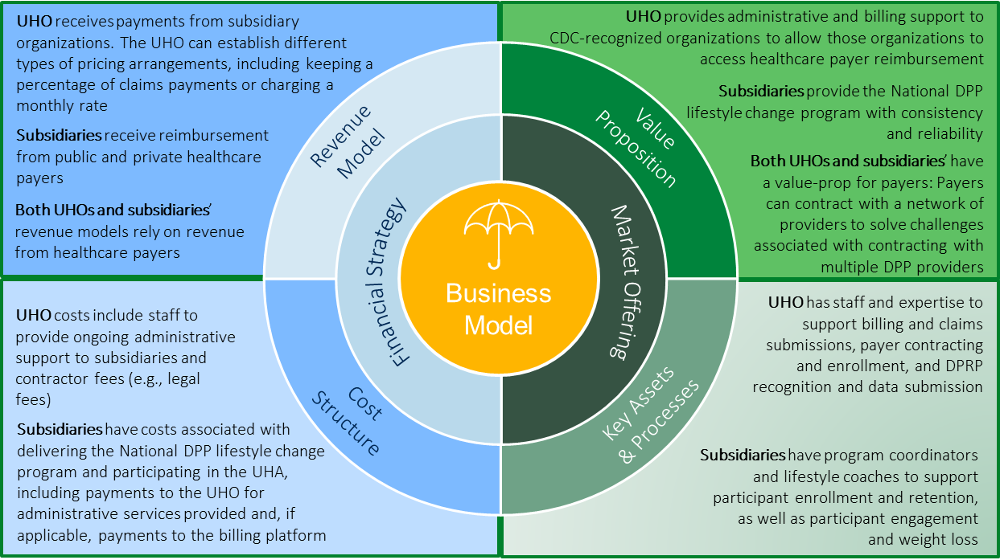 UHO receives payments from subsidiary
organizations. The UHO can establish different
types of pricing arrangements, including keeping a
percentage of claims payments or charging a
monthly rate
Subsidiaries receive reimbursement
from public and private healthcare
payers
Both UHOs and subsidiaries’
revenue models rely on revenue
from healthcare payers
UHO provides administrative and billing support to
CDC-recognized organizations to allow those organizations to
access healthcare payer reimbursement
Subsidiaries provide the National DPP
lifestyle change program with consistency
and reliability
Both UHOs and subsidiaries’ have
a value-prop for payers: Payers
can contract with a network of
providers to solve challenges
associated with contracting with
multiple DPP providers
Revenue
Model
Value
Proposition
Financial Strategy
Business
Model
Market Offering
Cost
Structure
Key Assets
& Processes
UHO costs include staff to
provide ongoing administrative
support to subsidiaries and
contractor fees (e.g., legal
fees)
Subsidiaries have costs associated with
delivering the National DPP lifestyle change
program and participating in the UHA,
including payments to the UHO for
administrative services provided and, if
applicable, payments to the billing platform
UHO has staff and expertise to
support billing and claims
submissions, payer contracting
and enrollment, and DPRP
recognition and data submission
Subsidiaries have program coordinators
and lifestyle coaches to support
participant enrollment and retention,
as well as participant engagement
and weight loss